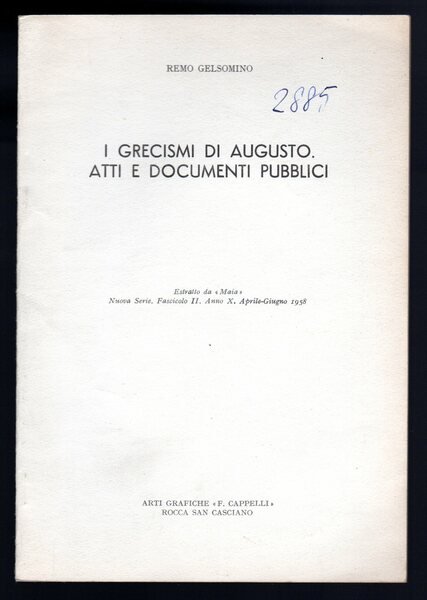 REMO GELSOMINO
2885
I GRECISMI DI AUGUSTO.
ATTI E DOCUMENTI PUBBLICI
Estratto da «Maia»
Nuova Serie. Fascicolo II. Anno X. Aprile-Giugno 1958
ARTI GRAFICHE «F. CAPPELLI»
ROCCA SAN CASCIANO